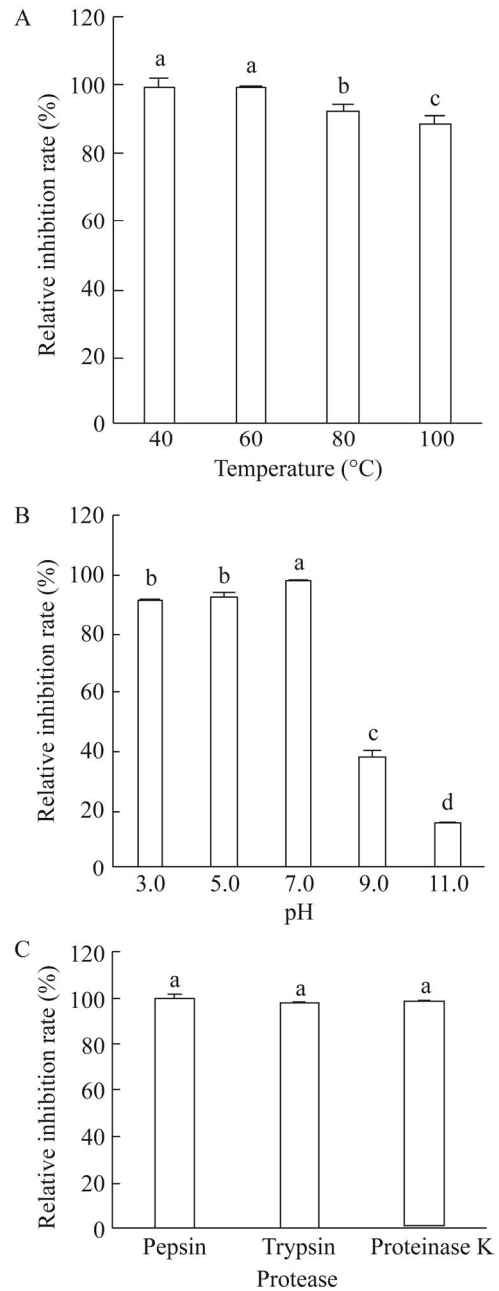 A
Relative inhibition rate (%)
120
100
80
60
40
20
0
a
a
b
c
40 60 80 100
Temperature (°C)
B
Relative inhibition rate (%)
120
100
80
60
40
20
0
b
b
a
c
d
3.0 5.0 7.0 9.0 11.0
pH
C
Relative inhibition rate (%)
120
100
80
60
40
20
0
a
a
a
Pepsin Trypsin Proteinase K
Protease